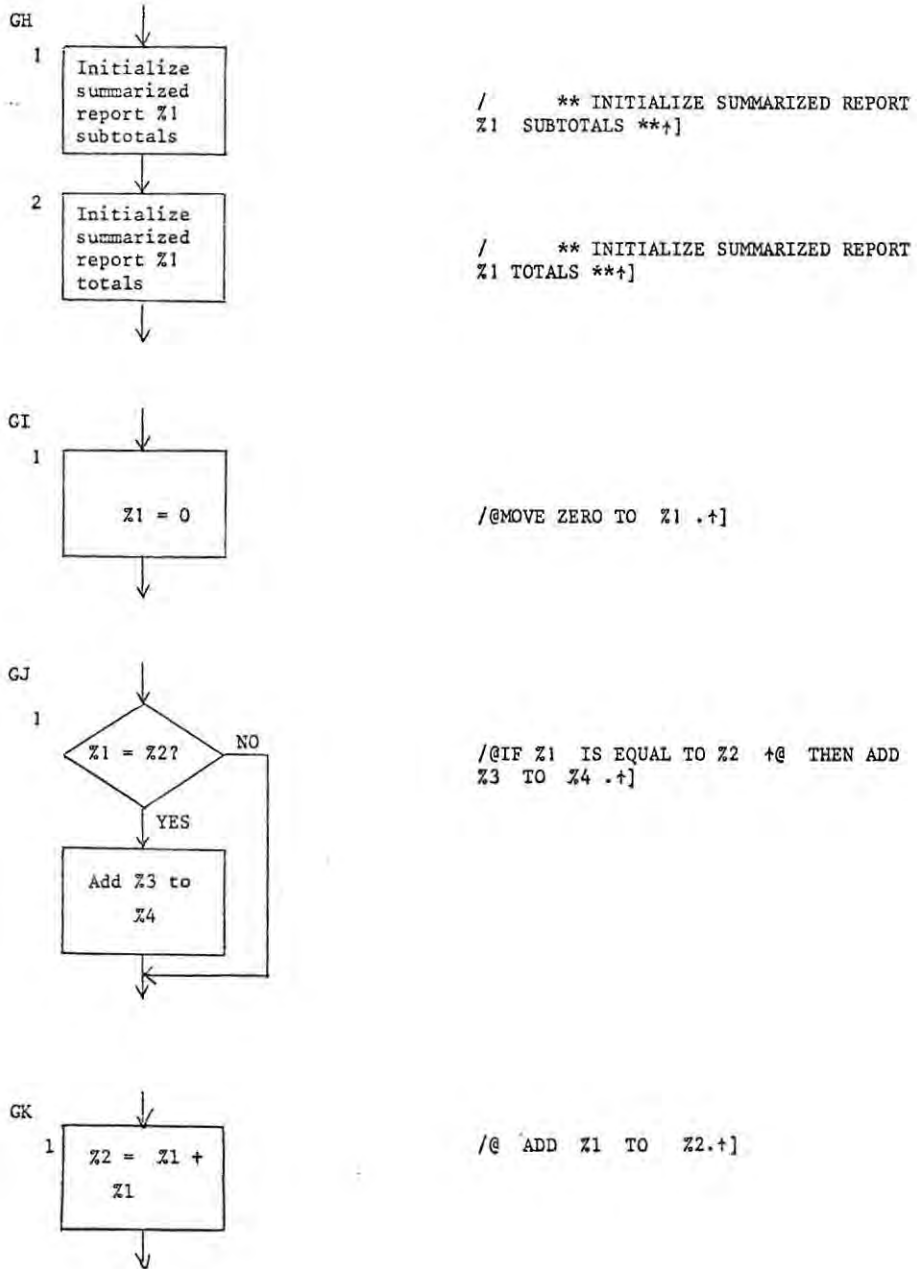 GH
1
Initialize
summarized
report %1
subtotals
/ ** INITIALIZE SUMMARIZED REPORT
%1 SUBTOTALS **↑]
2
Initialize
summarized
report %1
totals
/ ** INITIALIZE SUMMARIZED REPORT
%1 TOTALS **↑]
GI
1
%1 = 0
/@MOVE ZERO TO %1 .↑]
GJ
1
%1 = %2?
NO
YES
Add %3 to
%4
/@IF %1 IS EQUAL TO %2 ↑@ THEN ADD
%3 TO %4 .↑]
GK
1
%2 = %1 +
%1
/@ ADD %1 TO %2.↑]